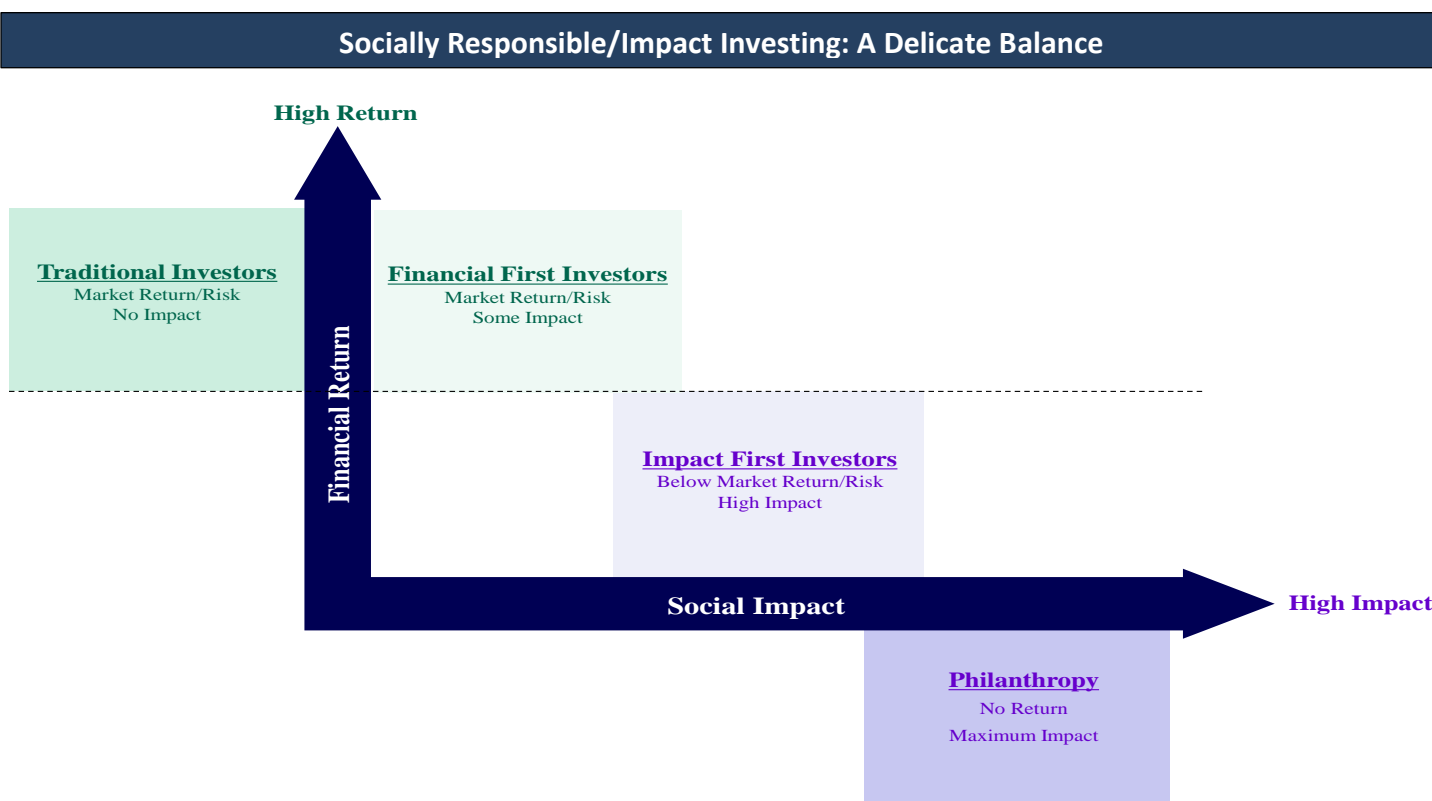 Socially Responsible/Impact Investing: A Delicate Balance
High Return
Traditional Investors
Market Return/Risk
No Impact
Financial First Investors
Market Return/Risk
Some Impact
Financial Return
Impact First Investors
Below Market Return/Risk
High Impact
Social Impact
High Impact
Philanthropy
No Return
Maximum Impact